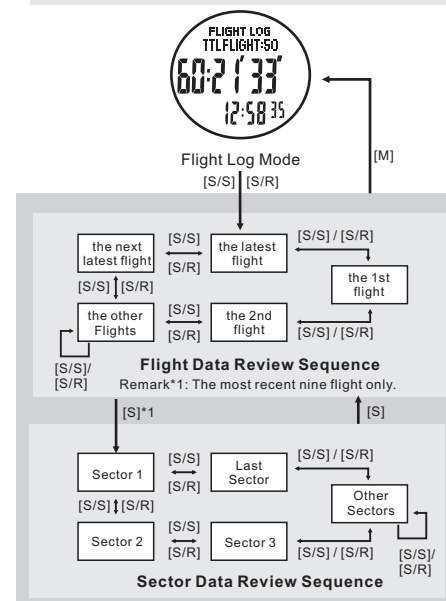 FLIGHT LOG
TTLFLIGHT:50
60:21'33"
12:58 35
Flight Log Mode
[M]
[S/S] [S/R]
the next
latest flight
[S/S]
[S/R]
the latest
flight
[S/S] / [S/R]
the 1st
flight
[S/S] [S/R]
the other
Flights
[S/S]
[S/R]
the 2nd
flight
[S/S] / [S/R]
[S/S]/
[S/R]
Flight Data Review Sequence
Remark*1: The most recent nine flight only.
[S]*1
[S]
Sector 1
[S/S]
[S/R]
Last
Sector
[S/S] / [S/R]
Other
Sectors
[S/S] [S/R]
Sector 2
[S/S]
[S/R]
Sector 3
[S/S] / [S/R]
[S/S]/
[S/R]
Sector Data Review Sequence